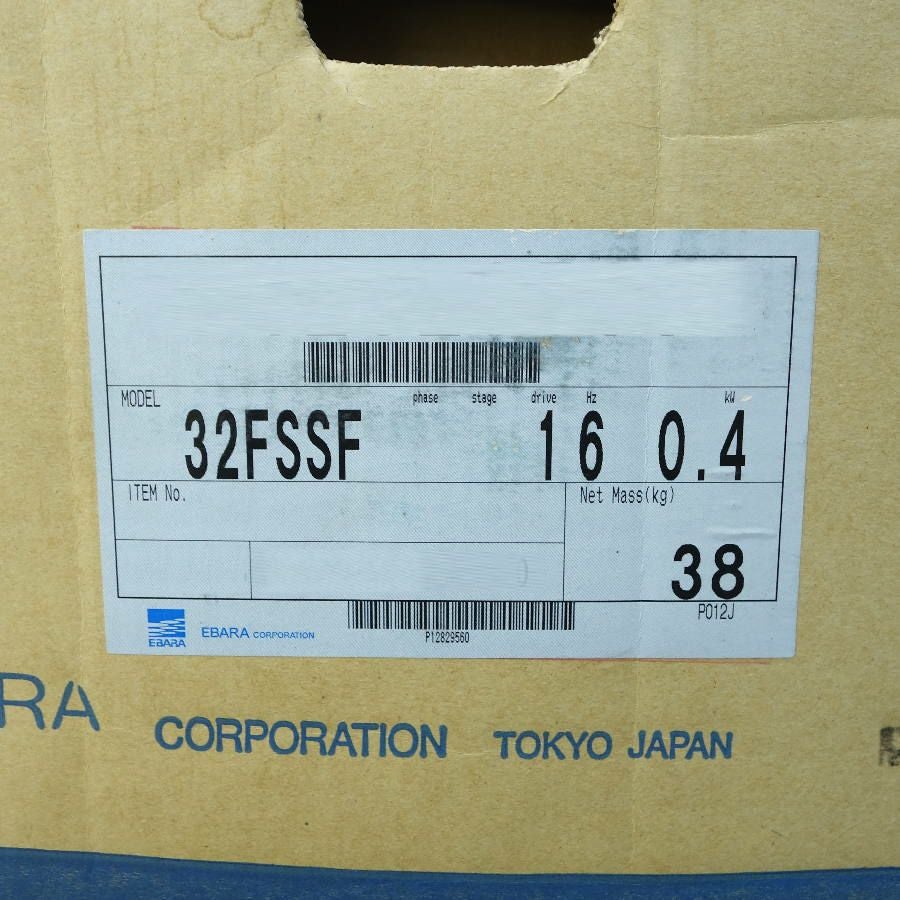 MODEL phase stage drive Hz kW
32FSSF 1 6 0.4
ITEM No. Net Mass(kg)
38
P012J
EBARA EBARA CORPORATION
P12829560
RA CORPORATION TOKYO JAPAN